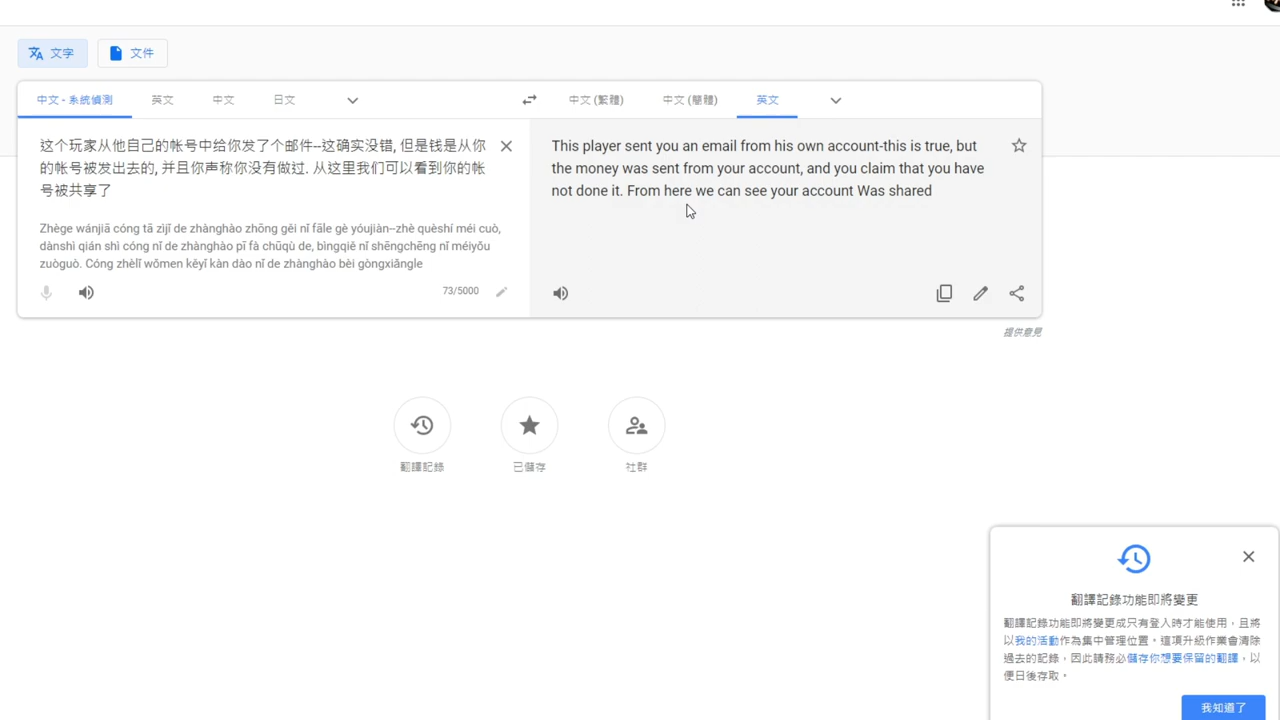 文字
文件
中文 - 系統偵測
英文
中文
日文
中文 (繁體)
中文 (簡體)
英文
这个玩家从他自己的帐号中给你发了个邮件--这确实没错, 但是钱是从你
的帐号被发出去的, 并且你声称你没有做过. 从这里我们可以看到你的帐
号被共享了
Zhège wánjiā cóng tā zìjǐ de zhànghào zhōng gěi nǐ fāle gè yóujiàn--zhè quèshí méi cuò,
dànshì qián shì cóng nǐ de zhànghào pī fà chūqù de, bìngqiě nǐ shēngchēng nǐ méiyǒu
zuòguò. Cóng zhèlǐ wǒmen kěyǐ kàn dào nǐ de zhànghào bèi gòngxiǎngle
73/5000
This player sent you an email from his own account-this is true, but
the money was sent from your account, and you claim that you have
not done it. From here we can see your account Was shared
提供意見
翻譯記錄
已儲存
社群
翻譯記錄功能即將變更
翻譯記錄功能即將變更成只有登入時才能使用，且將
以我的活動作為集中管理位置。這項升級作業會清除
過去的記錄，因此請務必儲存你想要保留的翻譯，以
便日後存取。
我知道了